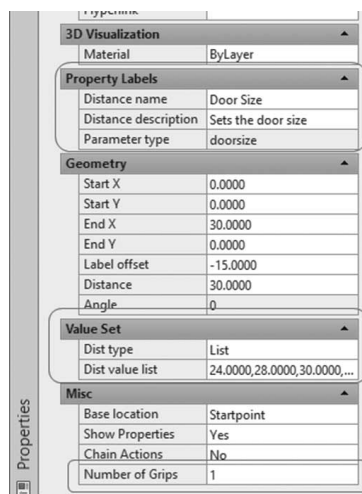 Hyperlink
3D Visualization
Material ByLayer
Property Labels
Distance name Door Size
Distance description Sets the door size
Parameter type doorsize
Geometry
Start X 0.0000
Start Y 0.0000
End X 30.0000
End Y 0.0000
Label offset -15.0000
Distance 30.0000
Angle 0
Value Set
Dist type List
Dist value list 24.0000,28.0000,30.0000,...
Misc
Base location Startpoint
Show Properties Yes
Chain Actions No
Number of Grips 1
Properties